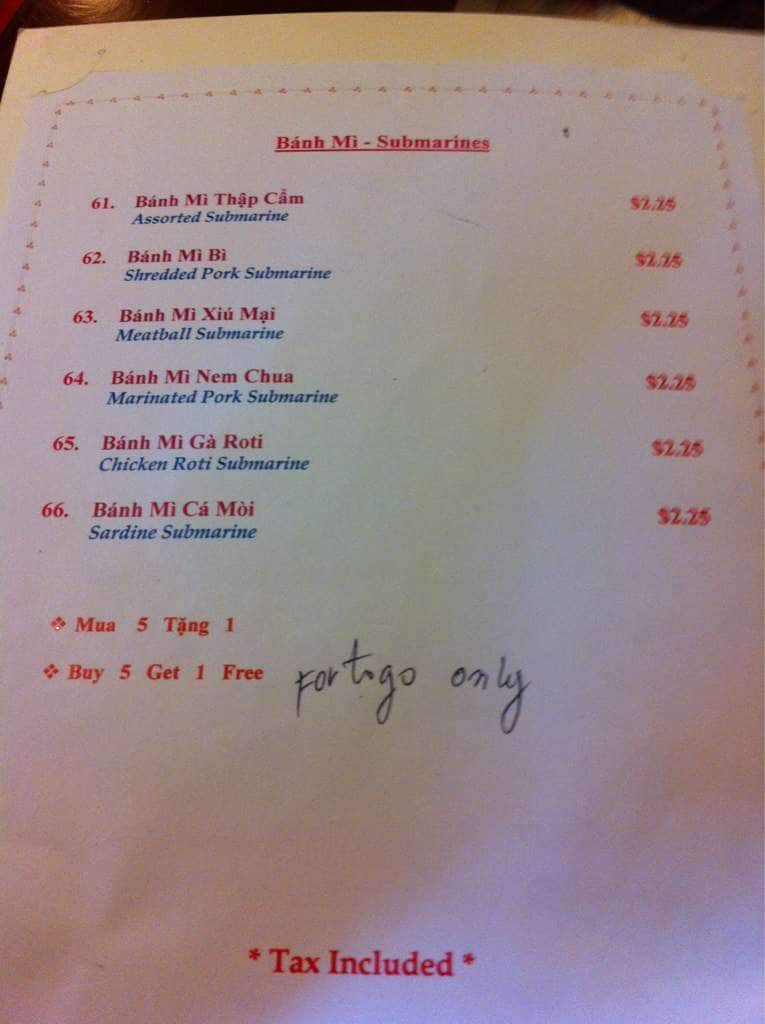 Bánh Mì - Submarines
61. Bánh Mì Thập Cẩm $2.25
Assorted Submarine
62. Bánh Mì Bì $2.25
Shredded Pork Submarine
63. Bánh Mì Xiú Mại $2.25
Meatball Submarine
64. Bánh Mì Nem Chua $2.25
Marinated Pork Submarine
65. Bánh Mì Gà Roti $2.25
Chicken Roti Submarine
66. Bánh Mì Cá Mòi $2.25
Sardine Submarine
❖ Mua 5 Tặng 1
❖ Buy 5 Get 1 Free For togo only
* Tax Included *